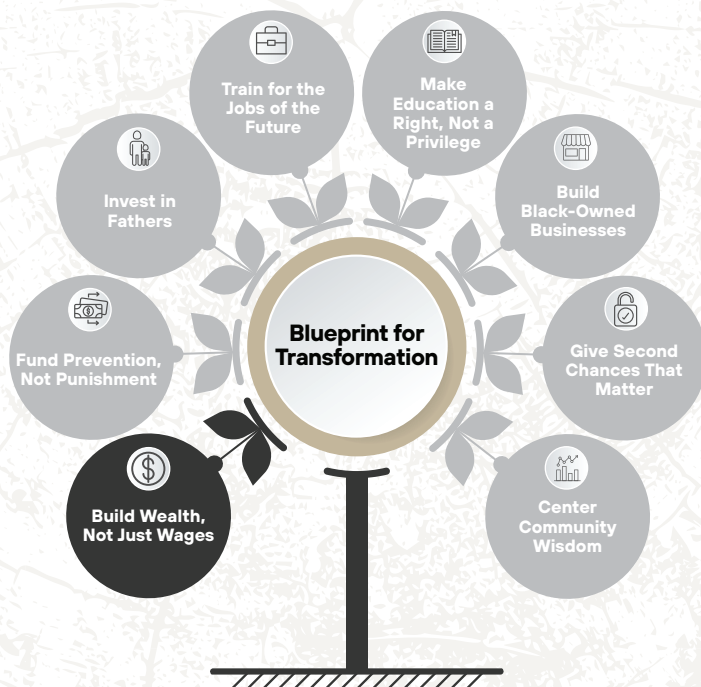 Train for the
Jobs of the
Future
Make
Education a
Right, Not a
Privilege
Invest in
Fathers
Build
Black-Owned
Businesses
Blueprint for
Transformation
Fund Prevention,
Not Punishment
Give Second
Chances That
Matter
Build Wealth,
Not Just Wages
Center
Community
Wisdom